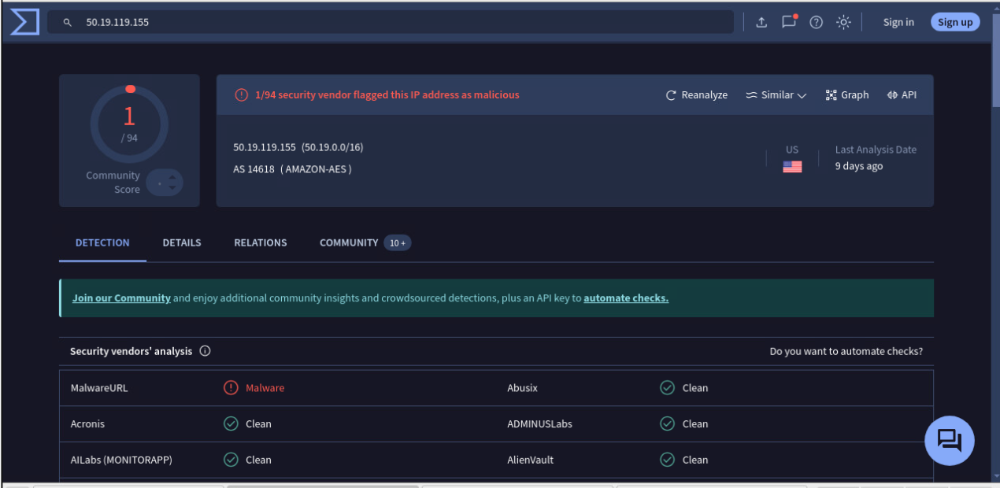 50.19.119.155
Sign in
Sign up
1/94 security vendor flagged this IP address as malicious
Reanalyze
Similar
Graph
API
1
/ 94
Community
Score
50.19.119.155 (50.19.0.0/16)
AS 14618 ( AMAZON-AES )
US
Last Analysis Date
9 days ago
DETECTION
DETAILS
RELATIONS
COMMUNITY 10 +
Join our Community and enjoy additional community insights and crowdsourced detections, plus an API key to automate checks.
Security vendors' analysis
Do you want to automate checks?
MalwareURL Malware Abusix Clean
Acronis Clean ADMINUSLabs Clean
AILabs (MONITORAPP) Clean AlienVault Clean